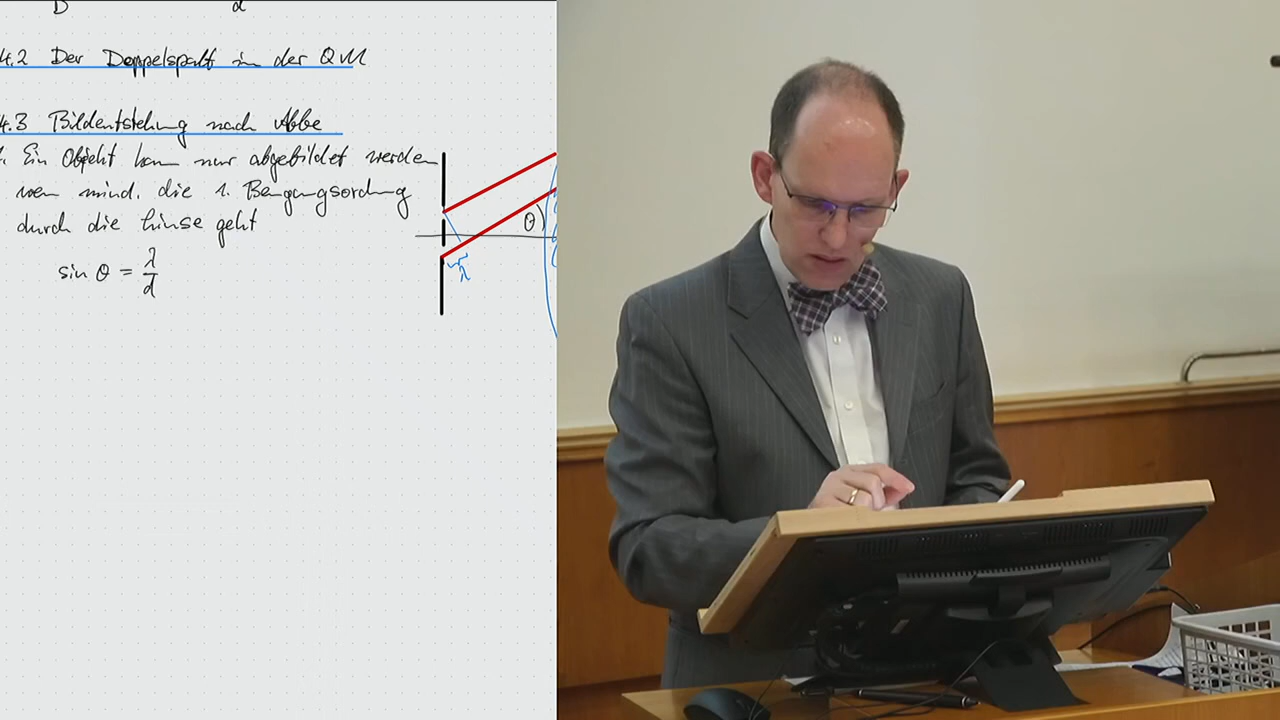 D d
4.2 Der Doppelspalt in der QM
4.3 Bildentstehung nach Abbe
Ein Objekt kann nur abgebildet werden
wenn mind. die 1. Beugungsordnung
durch die Linse geht
θ
λ
sin θ = λ/d